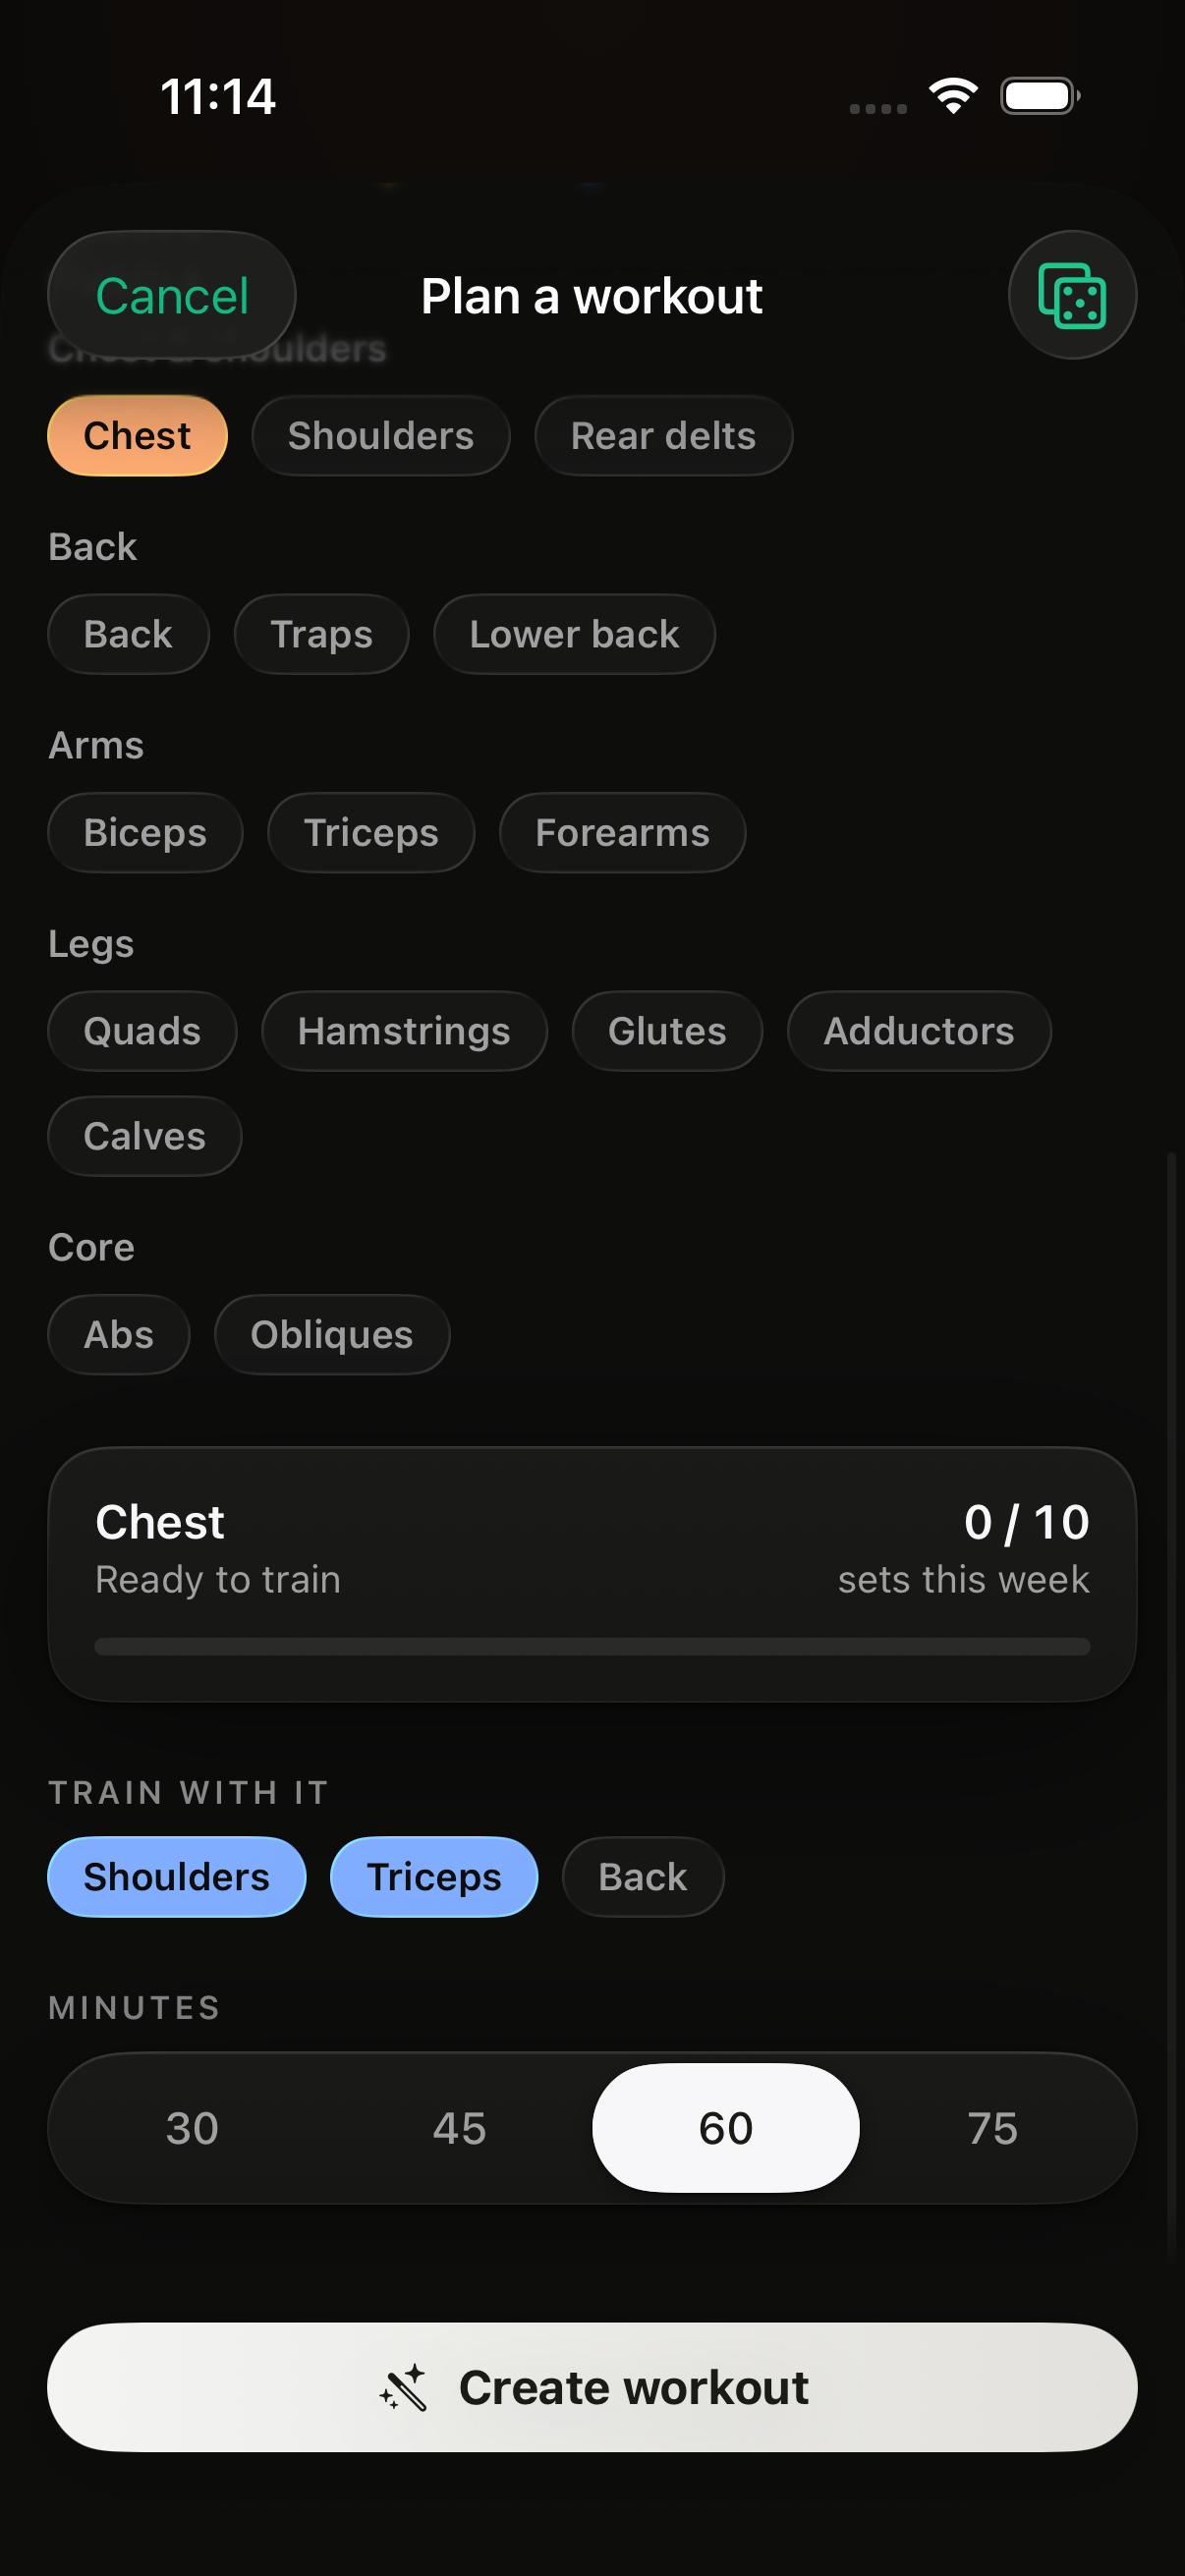 11:14
Cancel
Plan a workout
Chest & shoulders
Chest
Shoulders
Rear delts
Back
Back
Traps
Lower back
Arms
Biceps
Triceps
Forearms
Legs
Quads
Hamstrings
Glutes
Adductors
Calves
Core
Abs
Obliques
Chest
0 / 10
Ready to train
sets this week
TRAIN WITH IT
Shoulders
Triceps
Back
MINUTES
30
45
60
75
Create workout